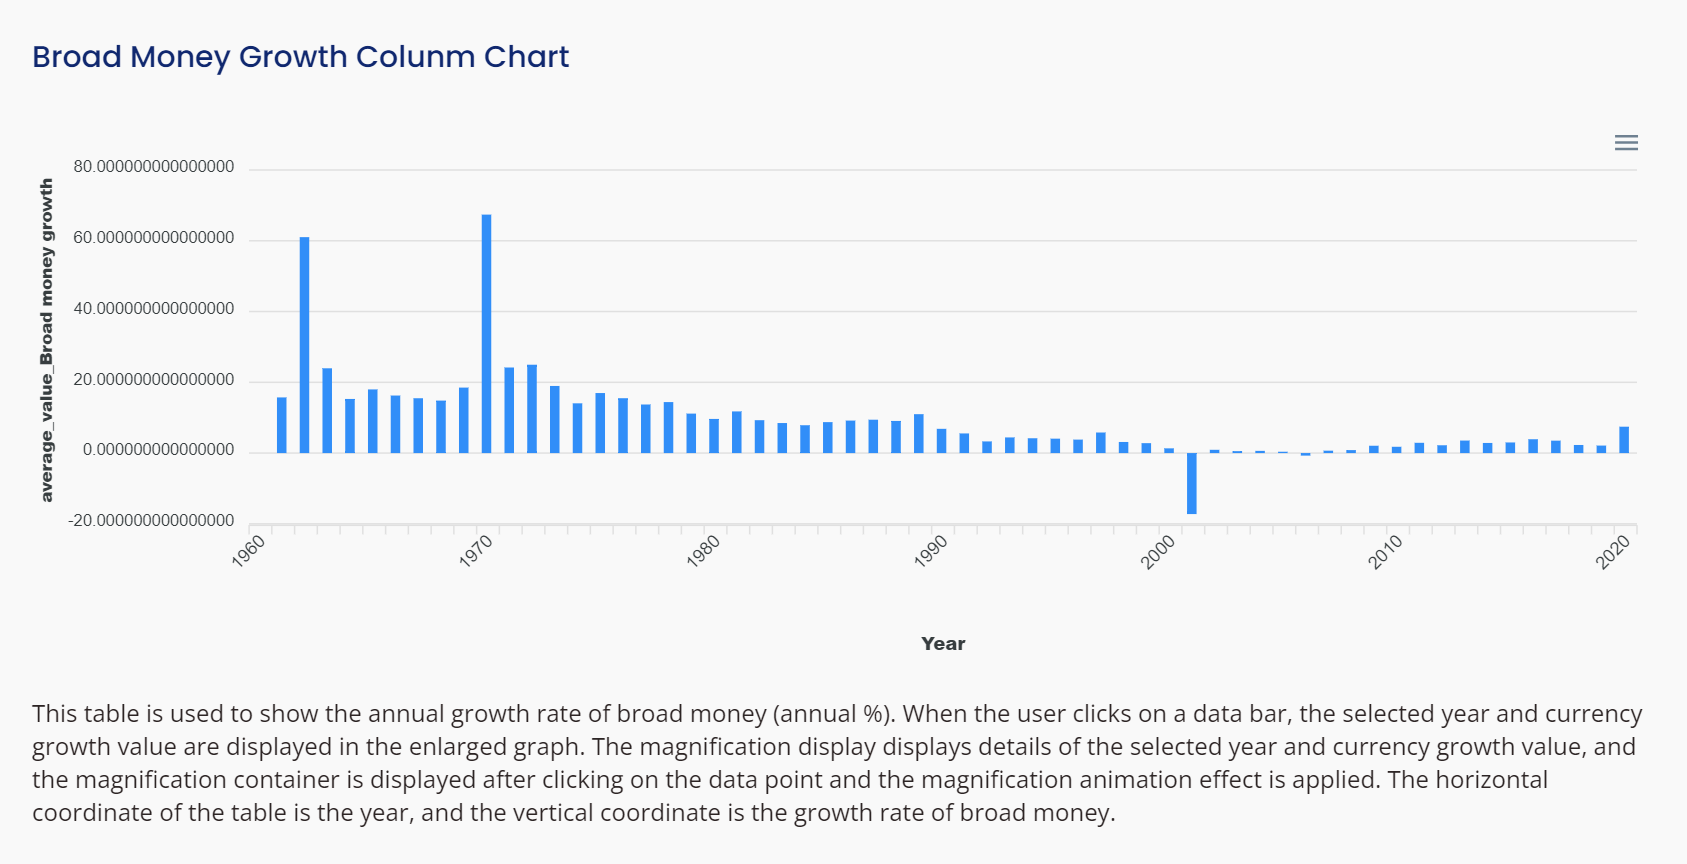 Broad Money Growth Colunm Chart
80.000000000000000
60.000000000000000
40.000000000000000
20.000000000000000
0.000000000000000
-20.000000000000000
average_value_Broad money growth
1960
1970
1980
1990
2000
2010
2020
Year
This table is used to show the annual growth rate of broad money (annual %). When the user clicks on a data bar, the selected year and currency
growth value are displayed in the enlarged graph. The magnification display displays details of the selected year and currency growth value, and
the magnification container is displayed after clicking on the data point and the magnification animation effect is applied. The horizontal
coordinate of the table is the year, and the vertical coordinate is the growth rate of broad money.